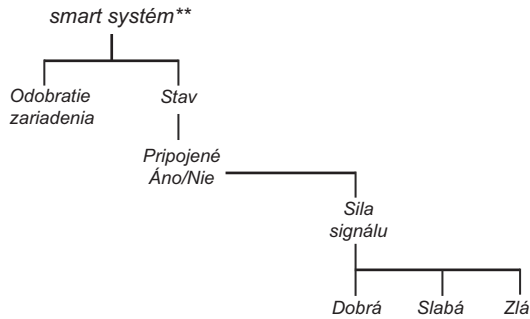 smart systém**
Odobratie
zariadenia
Stav
Pripojené
Áno/Nie
Sila
signálu
Dobrá
Slabá
Zlá